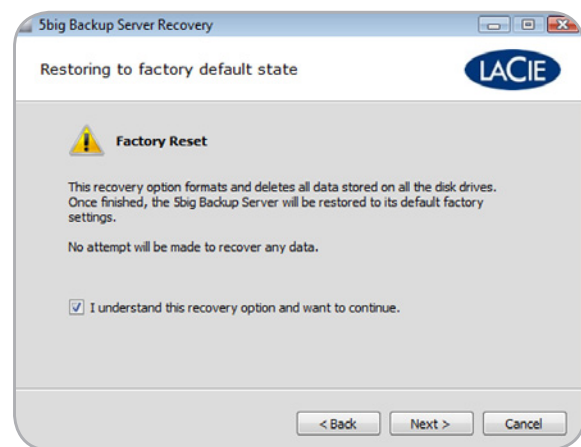 5big Backup Server Recovery
Restoring to factory default state
LACIE
Factory Reset
This recovery option formats and deletes all data stored on all the disk drives.
Once finished, the 5big Backup Server will be restored to its default factory
settings.
No attempt will be made to recover any data.
I understand this recovery option and want to continue.
< Back
Next >
Cancel